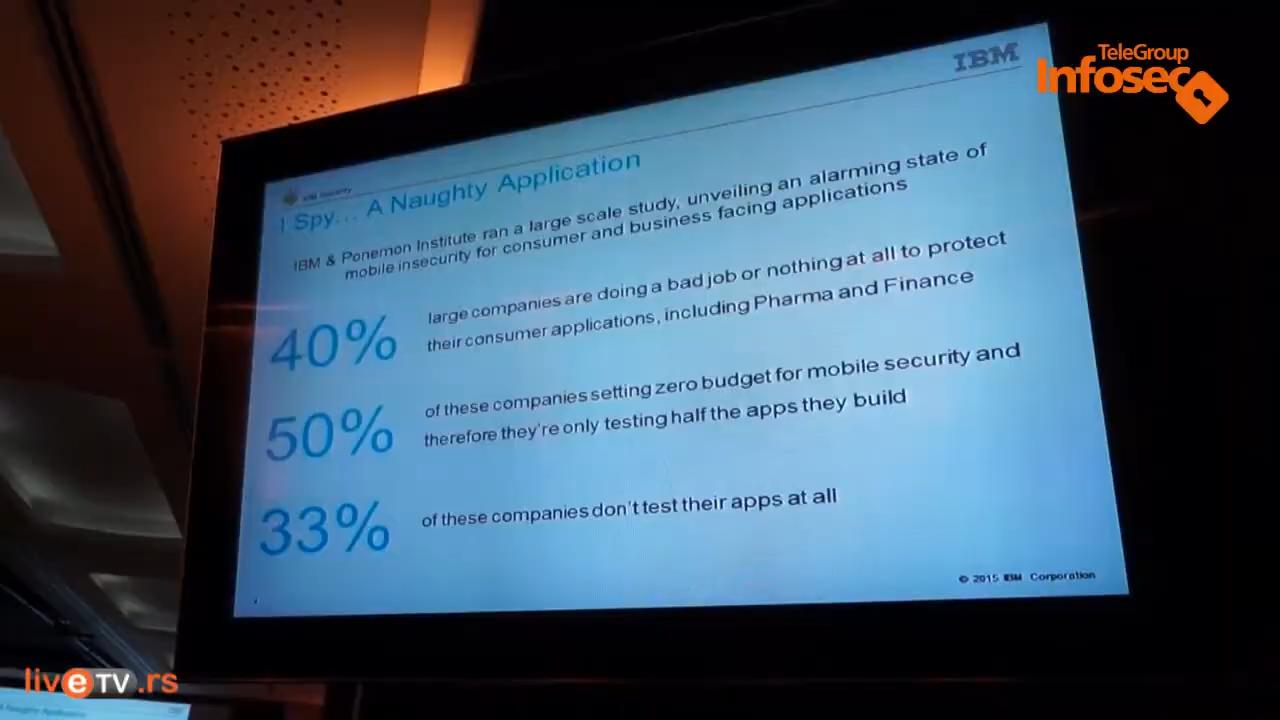 TeleGroup
Infosec
IBM
IBM Security
I Spy... A Naughty Application
IBM & Ponemon Institute ran a large scale study, unveiling an alarming state of
mobile insecurity for consumer and business facing applications
40%
large companies are doing a bad job or nothing at all to protect
their consumer applications, including Pharma and Finance
50%
of these companies setting zero budget for mobile security and
therefore they're only testing half the apps they build
33%
of these companies don't test their apps at all
© 2015 IBM Corporation
liveTV.rs
A Naughty Application